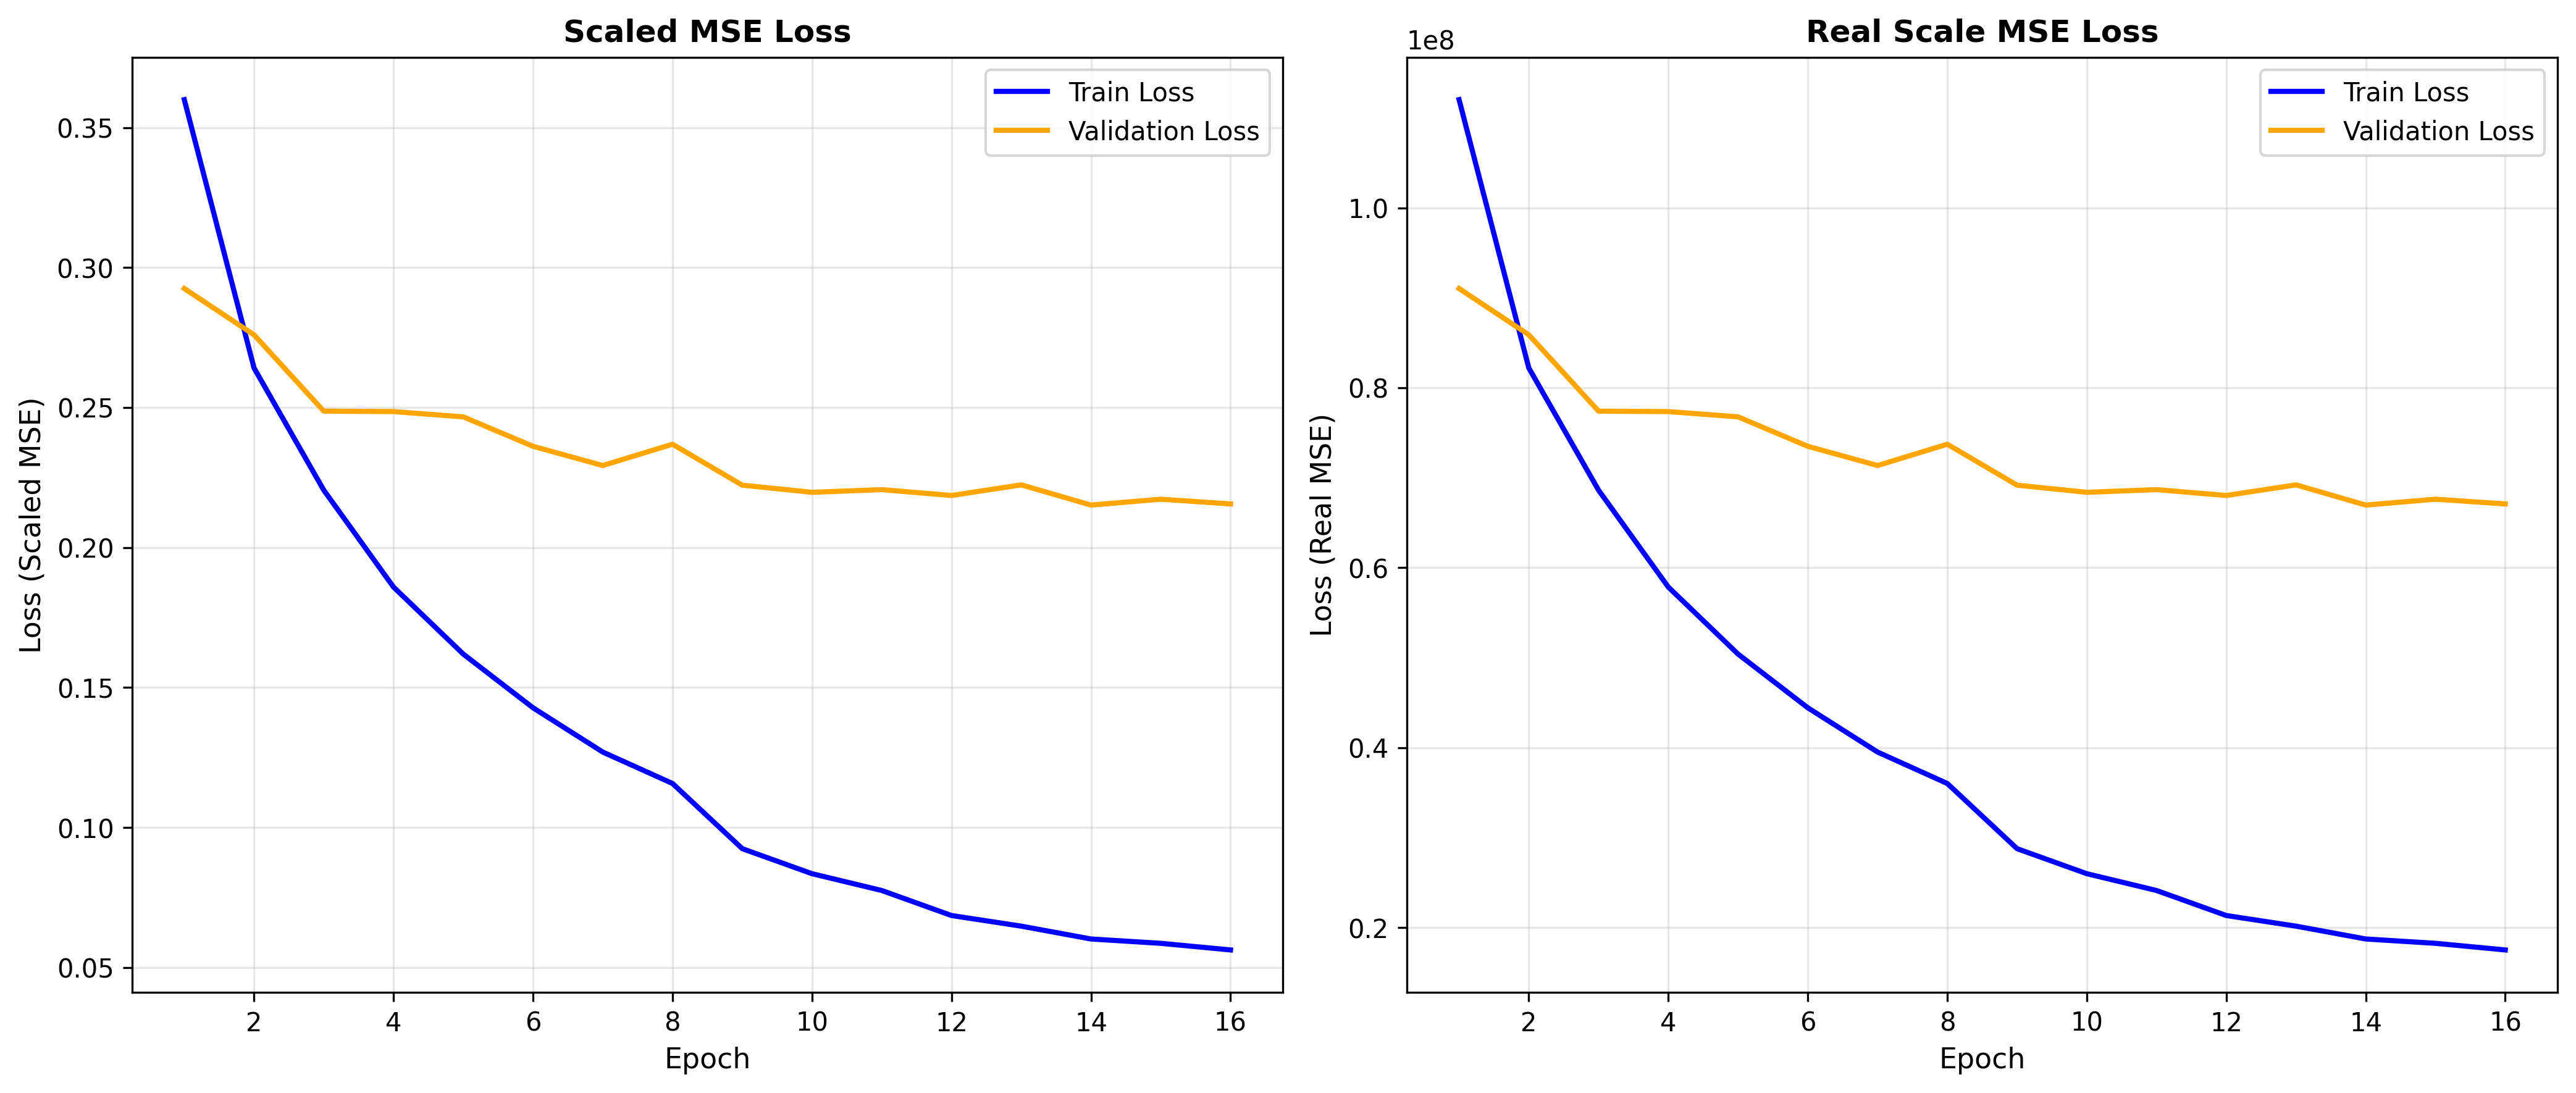 Scaled MSE Loss
Train Loss
Validation Loss
0.35
0.30
0.25
0.20
0.15
0.10
0.05
Loss (Scaled MSE)
2 4 6 8 10 12 14 16
Epoch
Real Scale MSE Loss
1e8
Train Loss
Validation Loss
1.0
0.8
0.6
0.4
0.2
Loss (Real MSE)
2 4 6 8 10 12 14 16
Epoch